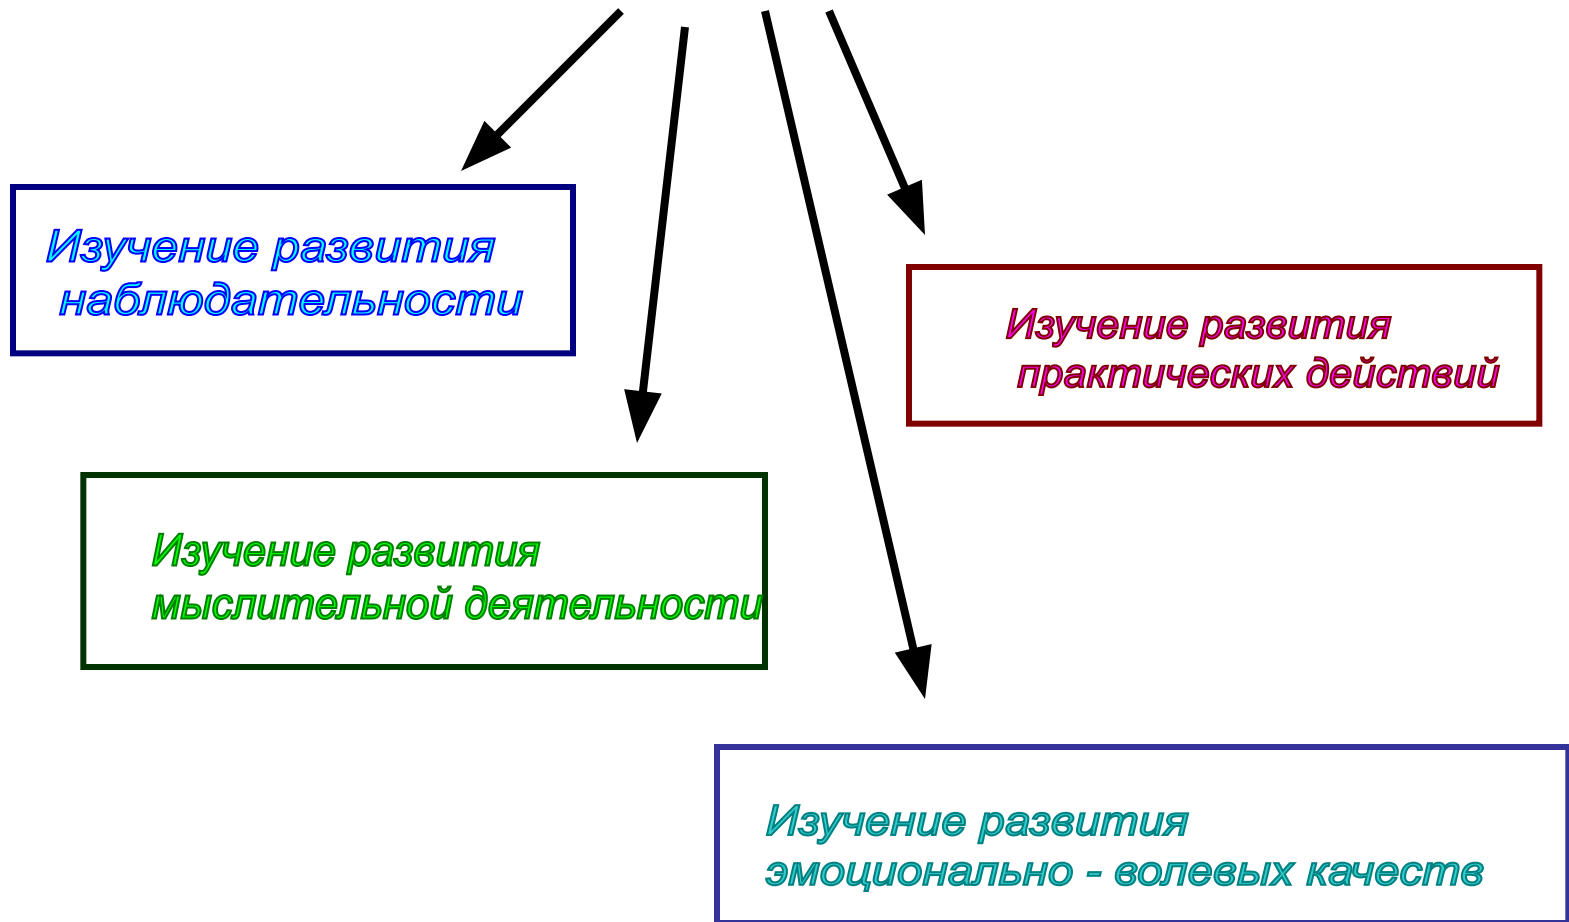 Изучение развития
наблюдательности
Изучение развития
практических действий
Изучение развития
мыслительной деятельности
Изучение развития
эмоционально - волевых качеств